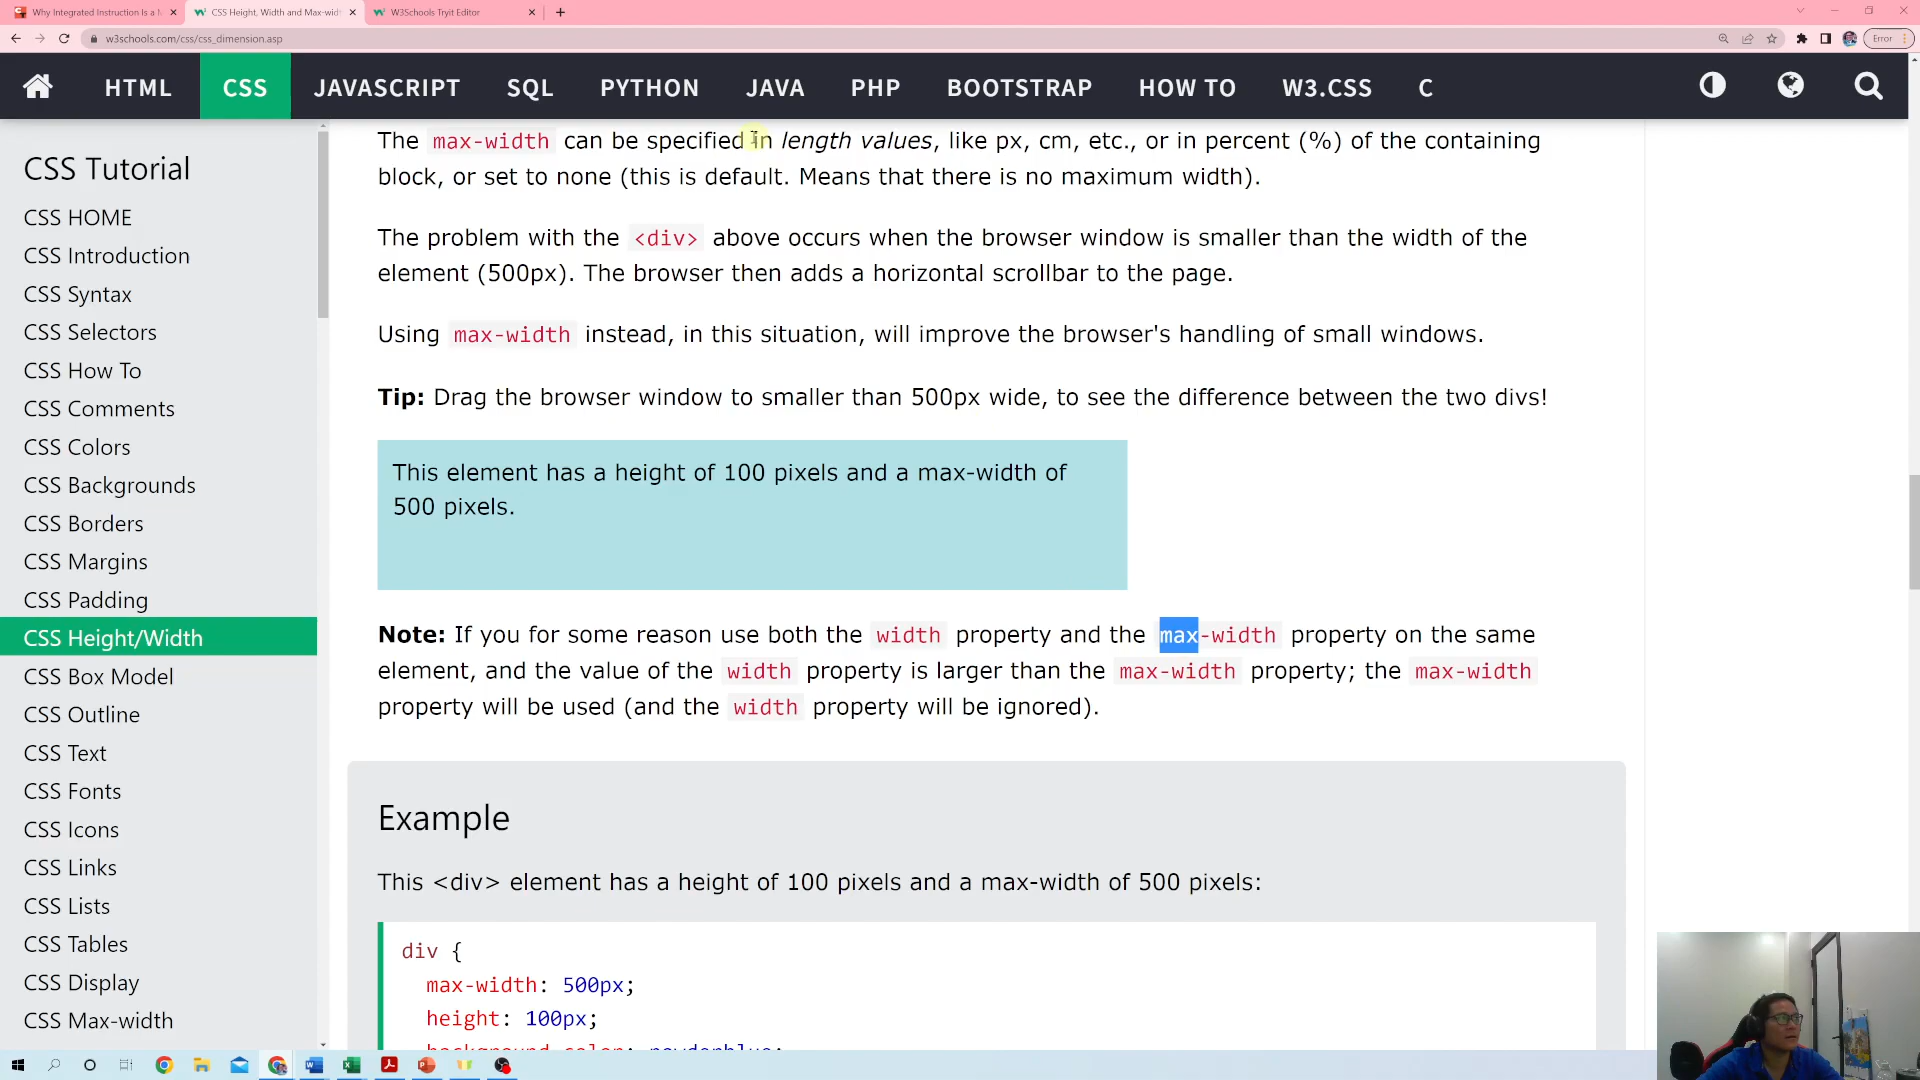 Why Integrated Instruction Is a M
CSS Height, Width and Max-widt
W3Schools Tryit Editor
w3schools.com/css/css_dimension.asp
Error
HTML CSS JAVASCRIPT SQL PYTHON JAVA PHP BOOTSTRAP HOW TO W3.CSS C
CSS Tutorial
CSS HOME
CSS Introduction
CSS Syntax
CSS Selectors
CSS How To
CSS Comments
CSS Colors
CSS Backgrounds
CSS Borders
CSS Margins
CSS Padding
CSS Height/Width
CSS Box Model
CSS Outline
CSS Text
CSS Fonts
CSS Icons
CSS Links
CSS Lists
CSS Tables
CSS Display
CSS Max-width
The max-width can be specified in length values, like px, cm, etc., or in percent (%) of the containing
block, or set to none (this is default. Means that there is no maximum width).
The problem with the <div> above occurs when the browser window is smaller than the width of the
element (500px). The browser then adds a horizontal scrollbar to the page.
Using max-width instead, in this situation, will improve the browser's handling of small windows.
Tip: Drag the browser window to smaller than 500px wide, to see the difference between the two divs!
This element has a height of 100 pixels and a max-width of
500 pixels.
Note: If you for some reason use both the width property and the max-width property on the same
element, and the value of the width property is larger than the max-width property; the max-width
property will be used (and the width property will be ignored).
Example
This <div> element has a height of 100 pixels and a max-width of 500 pixels:
div {
max-width: 500px;
height: 100px;
background-color: powderblue;